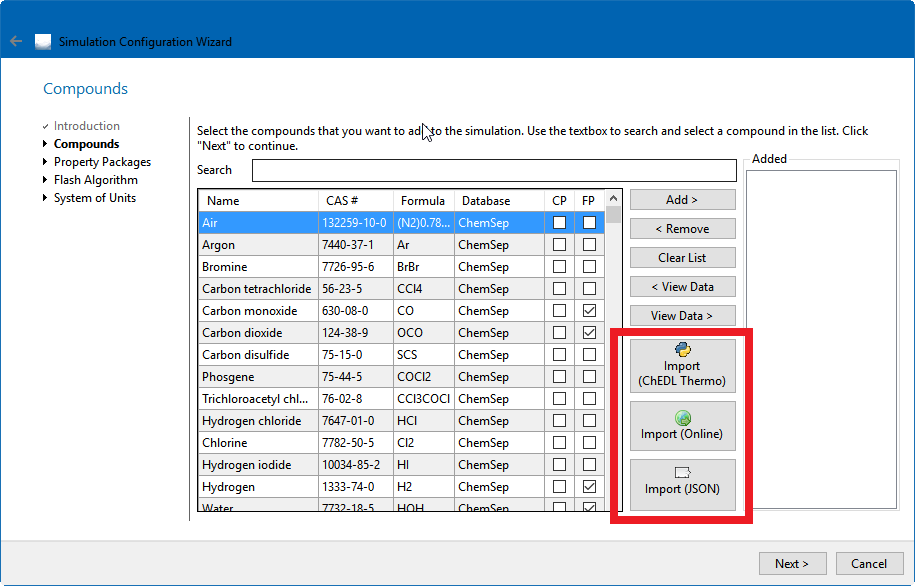 Simulation Configuration Wizard
Compounds
Introduction
Compounds
Property Packages
Flash Algorithm
System of Units
Select the compounds that you want to add to the simulation. Use the textbox to search and select a compound in the list. Click
"Next" to continue.
Search
Added
Name CAS # Formula Database CP FP
Air 132259-10-0 (N2)0.78... ChemSep
Argon 7440-37-1 Ar ChemSep
Bromine 7726-95-6 BrBr ChemSep
Carbon tetrachloride 56-23-5 CCl4 ChemSep
Carbon monoxide 630-08-0 CO ChemSep
Carbon dioxide 124-38-9 OCO ChemSep
Carbon disulfide 75-15-0 SCS ChemSep
Phosgene 75-44-5 COCl2 ChemSep
Trichloroacetyl chl... 76-02-8 CCl3COCl ChemSep
Hydrogen chloride 7647-01-0 HCl ChemSep
Chlorine 7782-50-5 Cl2 ChemSep
Hydrogen iodide 10034-85-2 HI ChemSep
Hydrogen 1333-74-0 H2 ChemSep
Water 7732-18-5 HOH ChemSep
Add >
< Remove
Clear List
< View Data
View Data >
Import
(ChEDL Thermo)
Import (Online)
Import (JSON)
Next >
Cancel